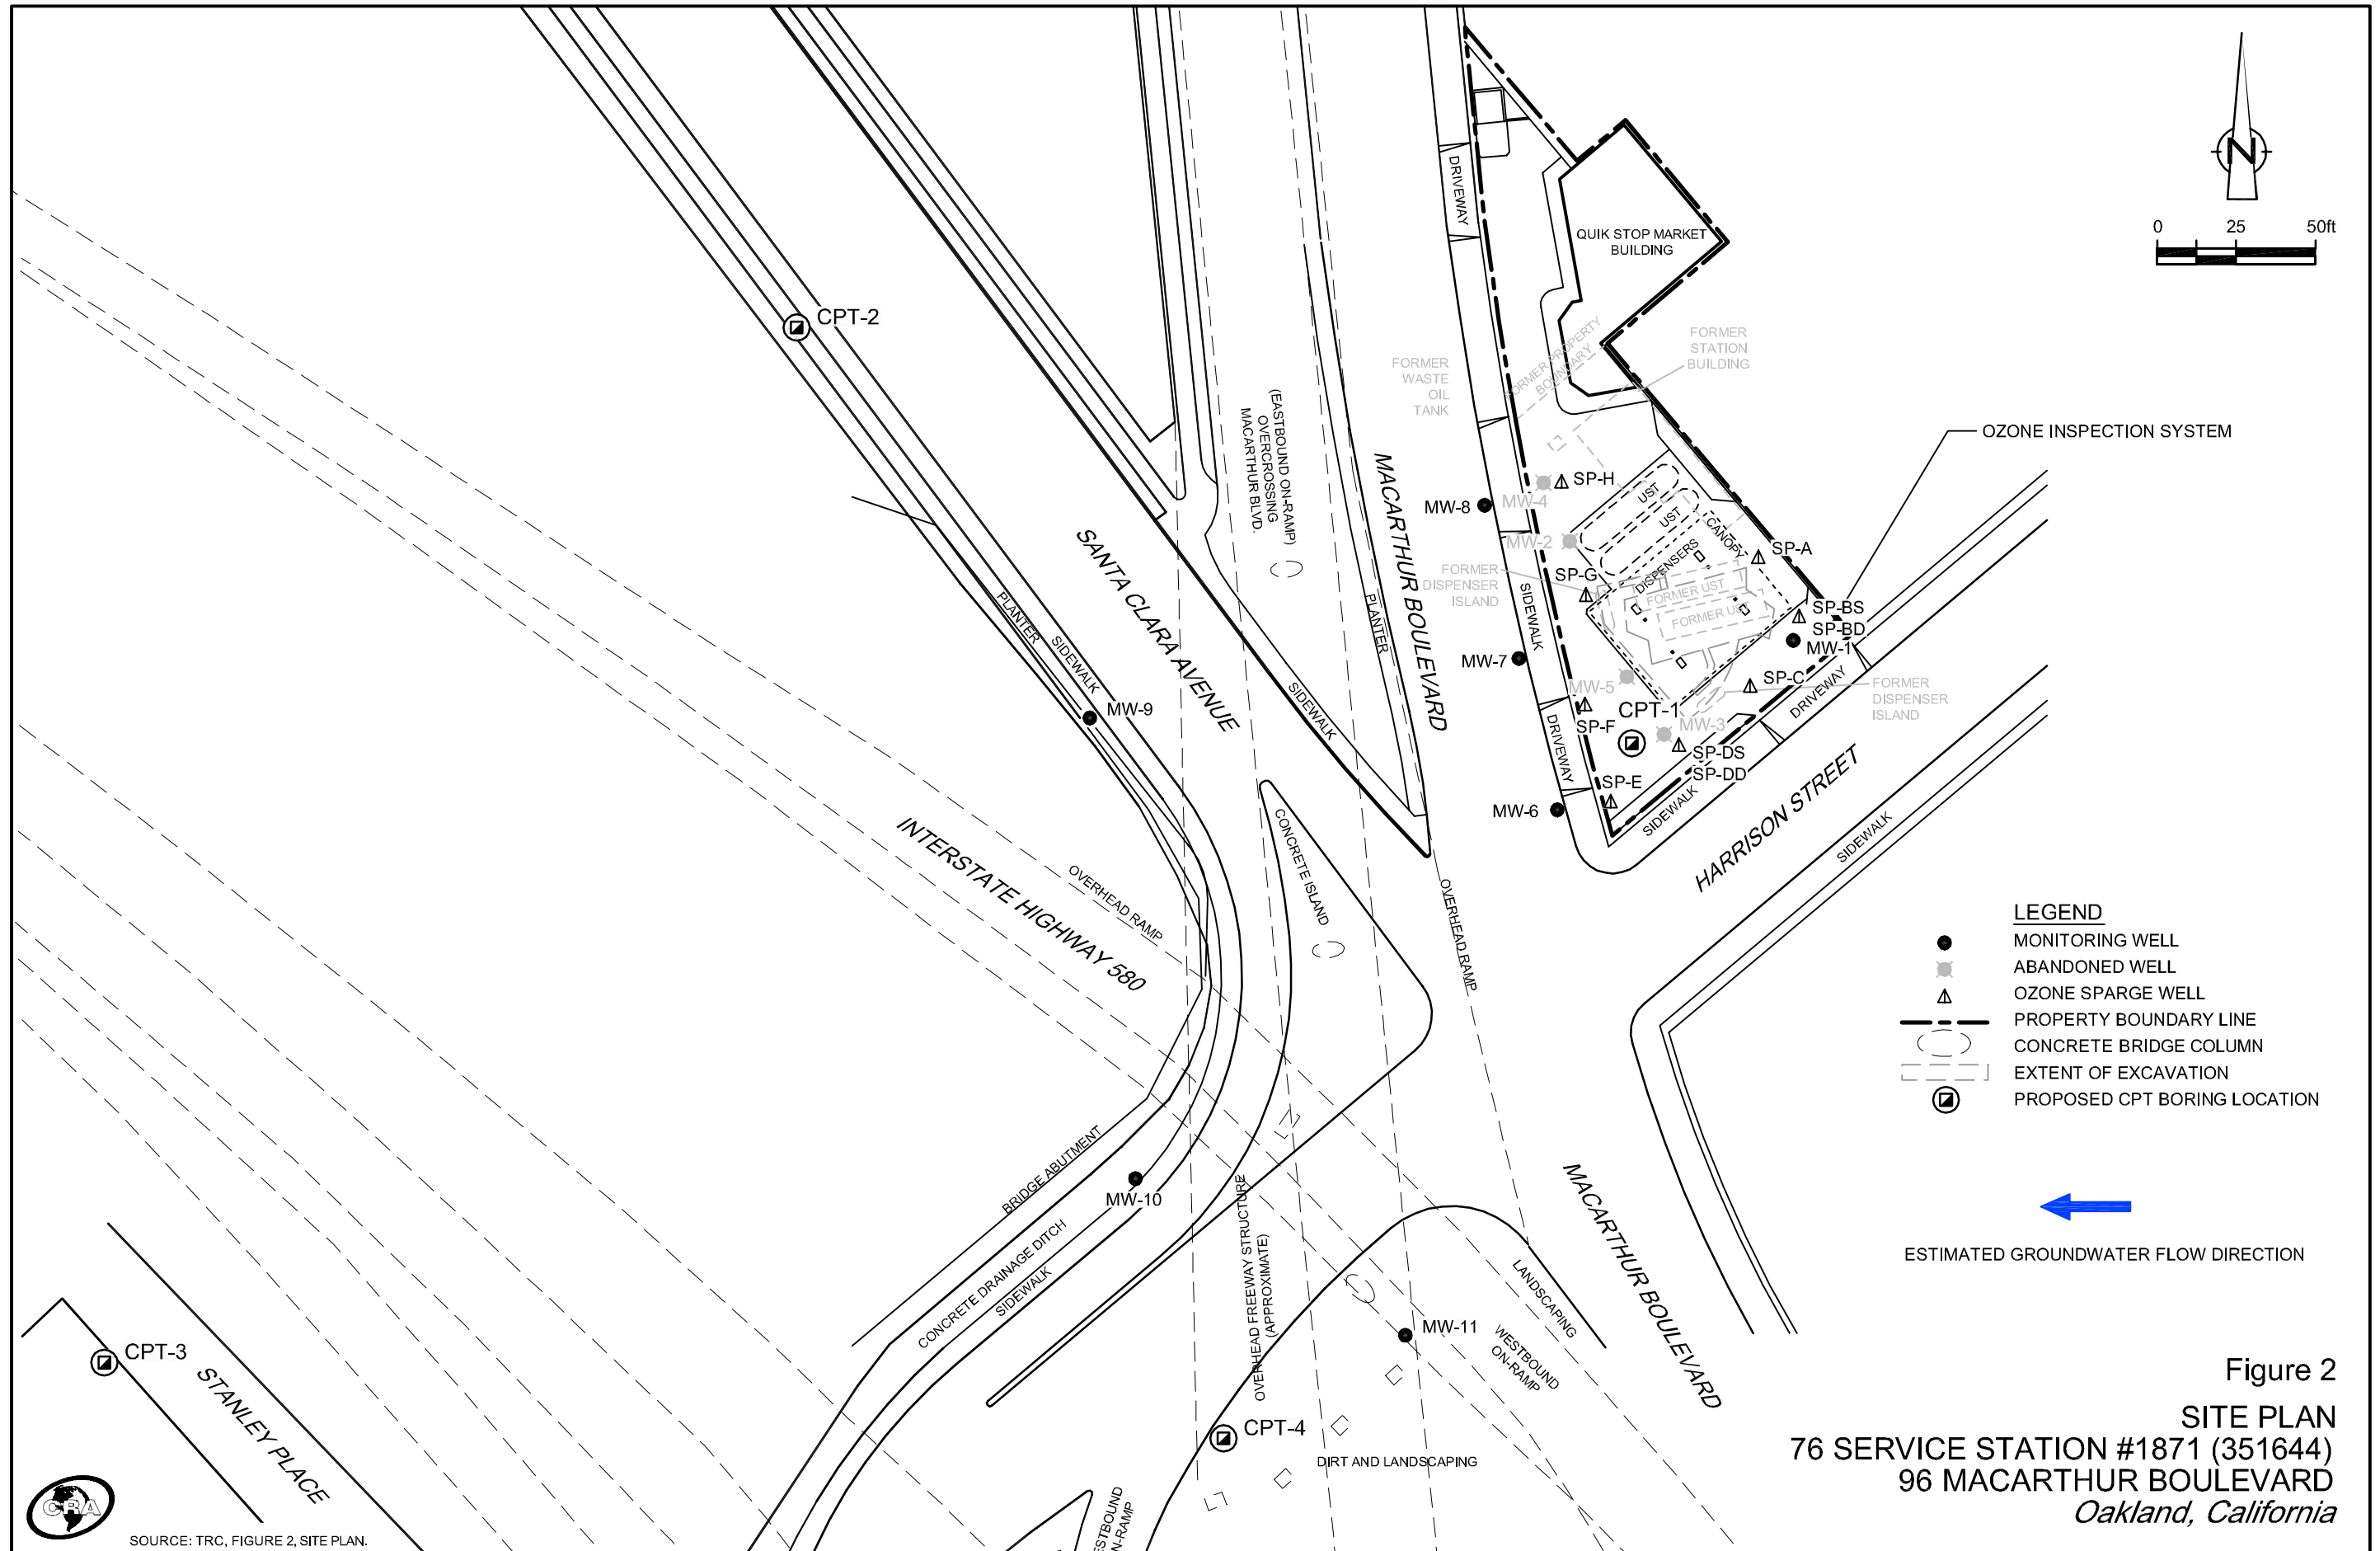 N
0 25 50ft
DRIVEWAY
QUIK STOP MARKET
BUILDING
CPT-2
FORMER PROPERTY
BOUNDARY
FORMER
STATION
BUILDING
FORMER
WASTE
OIL
TANK
(EASTBOUND ON-RAMP)
OVERCROSSING
MACARTHUR BLVD.
OZONE INSPECTION SYSTEM
MACARTHUR BOULEVARD
SP-H
MW-4
MW-8
UST
UST
CANOPY
MW-2
DISPENSERS
SP-A
SANTA CLARA AVENUE
FORMER
DISPENSER
ISLAND
SP-G
FORMER UST
FORMER UST
SP-BS
SP-BD
MW-1
PLANTER
SIDEWALK
PLANTER
SIDEWALK
SIDEWALK
MW-7
MW-5
SP-C
DRIVEWAY
FORMER
DISPENSER
ISLAND
MW-9
CPT-1
SP-F
MW-3
DRIVEWAY
SP-DS
SP-DD
SP-E
MW-6
SIDEWALK
HARRISON STREET
SIDEWALK
INTERSTATE HIGHWAY 580
OVERHEAD RAMP
CONCRETE ISLAND
OVERHEAD RAMP
LEGEND
MONITORING WELL
ABANDONED WELL
OZONE SPARGE WELL
PROPERTY BOUNDARY LINE
CONCRETE BRIDGE COLUMN
EXTENT OF EXCAVATION
PROPOSED CPT BORING LOCATION
BRIDGE ABUTMENT
MW-10
CONCRETE DRAINAGE DITCH
SIDEWALK
OVERHEAD FREEWAY STRUCTURE
(APPROXIMATE)
MACARTHUR BOULEVARD
LANDSCAPING
ESTIMATED GROUNDWATER FLOW DIRECTION
MW-11
WESTBOUND
ON-RAMP
CPT-3
STANLEY PLACE
CPT-4
DIRT AND LANDSCAPING
STBOUND
N-RAMP
Figure 2
SITE PLAN
76 SERVICE STATION #1871 (351644)
96 MACARTHUR BOULEVARD
Oakland, California
CRA
SOURCE: TRC, FIGURE 2, SITE PLAN.